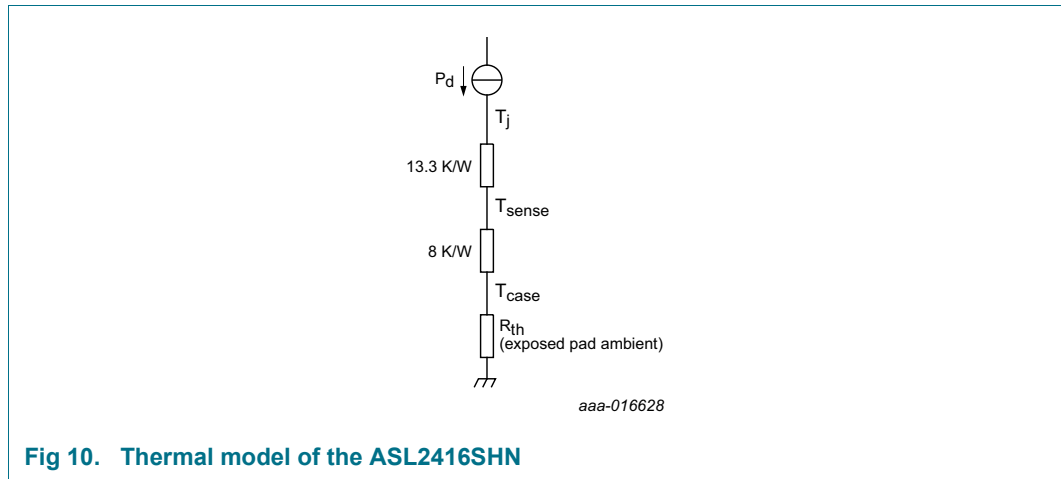 Pd
Tj
13.3 K/W
Tsense
8 K/W
Tcase
Rth
(exposed pad ambient)
aaa-016628
Fig 10. Thermal model of the ASL2416SHN